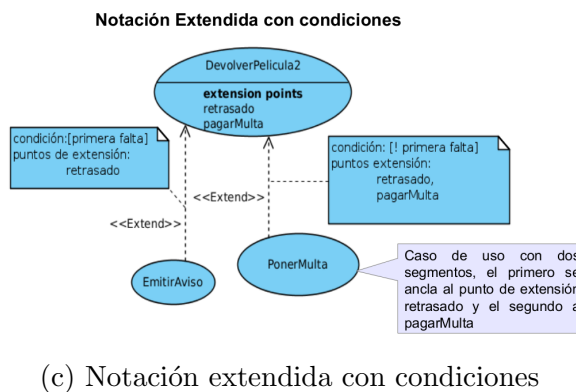 Notación Extendida con condiciones
DevolverPelicula2
extension points
retrasado
pagarMulta
condición:[primera falta]
puntos de extensión:
retrasado
condición: [! primera falta]
puntos extensión:
retrasado,
pagarMulta
<<Extend>>
<<Extend>>
EmitirAviso
PonerMulta
Caso de uso con dos
segmentos, el primero se
ancla al punto de extensión
retrasado y el segundo a
pagarMulta
(c) Notación extendida con condiciones